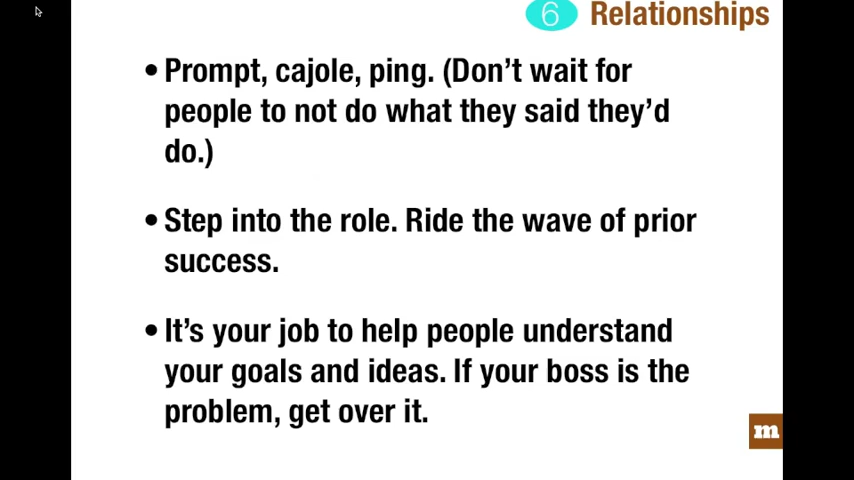 6 Relationships
• Prompt, cajole, ping. (Don’t wait for
people to not do what they said they’d
do.)
• Step into the role. Ride the wave of prior
success.
• It’s your job to help people understand
your goals and ideas. If your boss is the
problem, get over it.
m